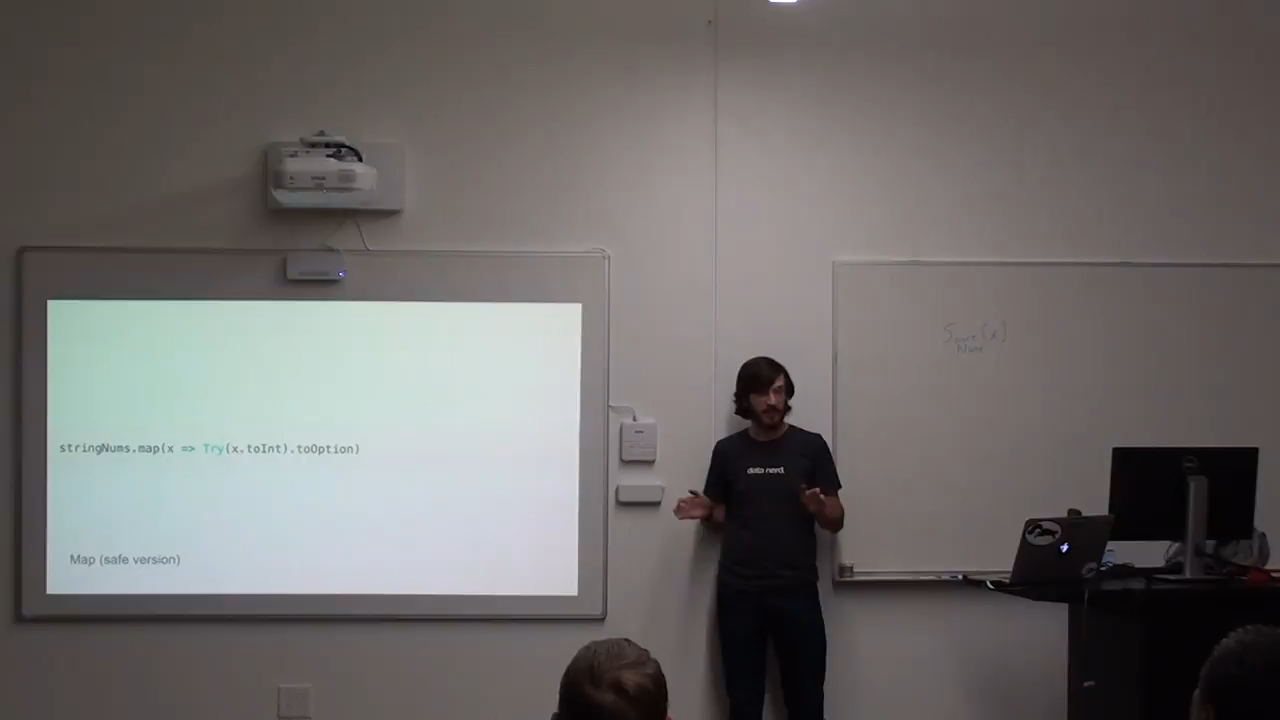 stringNums.map(x => Try(x.toInt).toOption)
Map (safe version)
data nerd.
Some(x)
None